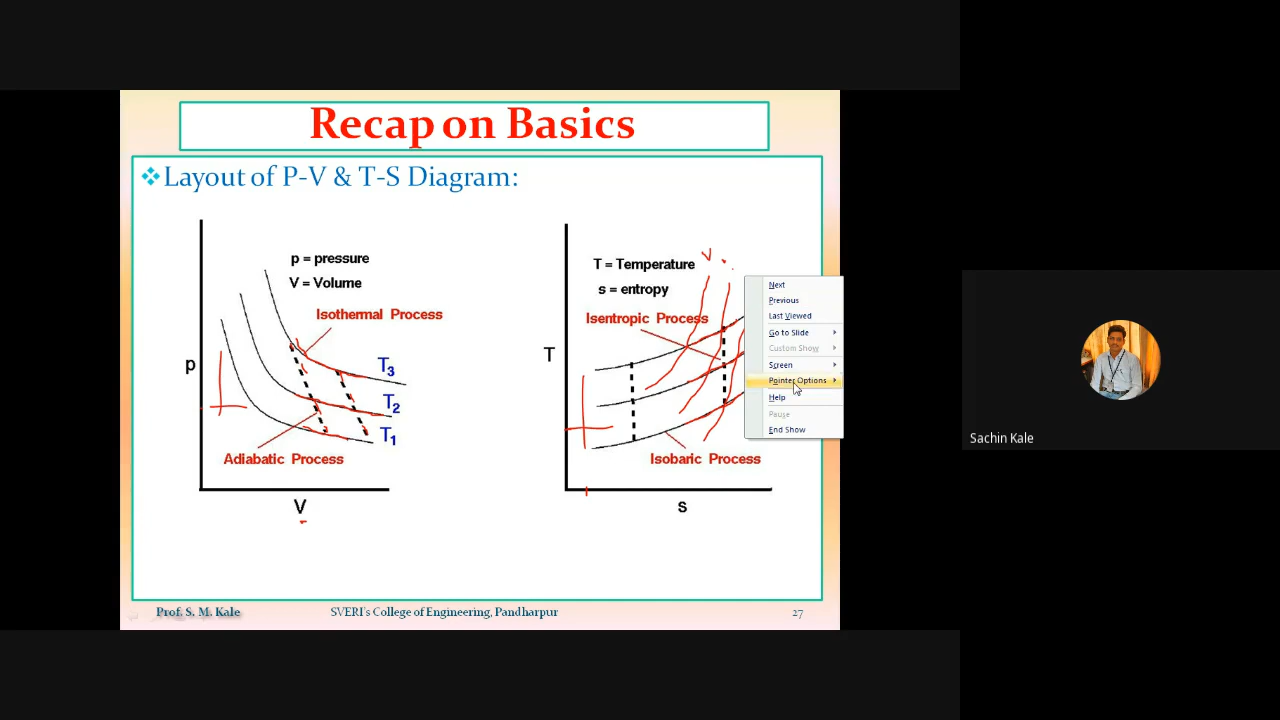 Recap on Basics
Layout of P-V & T-S Diagram:
p = pressure
V = Volume
Isothermal Process
p
T3
T2
T1
Adiabatic Process
V
T = Temperature
s = entropy
V
Isentropic Process
T
Isobaric Process
s
Next
Previous
Last Viewed
Go to Slide
Custom Show
Screen
Pointer Options
Help
Pause
End Show
Prof. S. M. Kale
SVERI's College of Engineering, Pandharpur
27
Sachin Kale